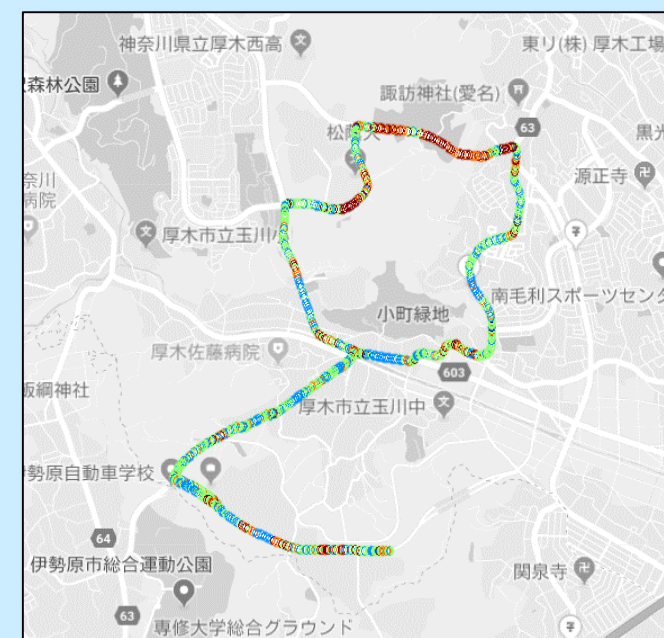 神奈川県立厚木西高
東リ(株) 厚木工場
森林公園
諏訪神社(愛名)
63
松蔭大
黒光
奈川
病院
源正寺
厚木市立玉川小
南毛利スポーツセンタ
小町緑地
厚木佐藤病院
603
飯綱神社
厚木市立玉川中
伊勢原自動車学校
64
伊勢原市総合運動公園
関泉寺
63
専修大学総合グラウンド